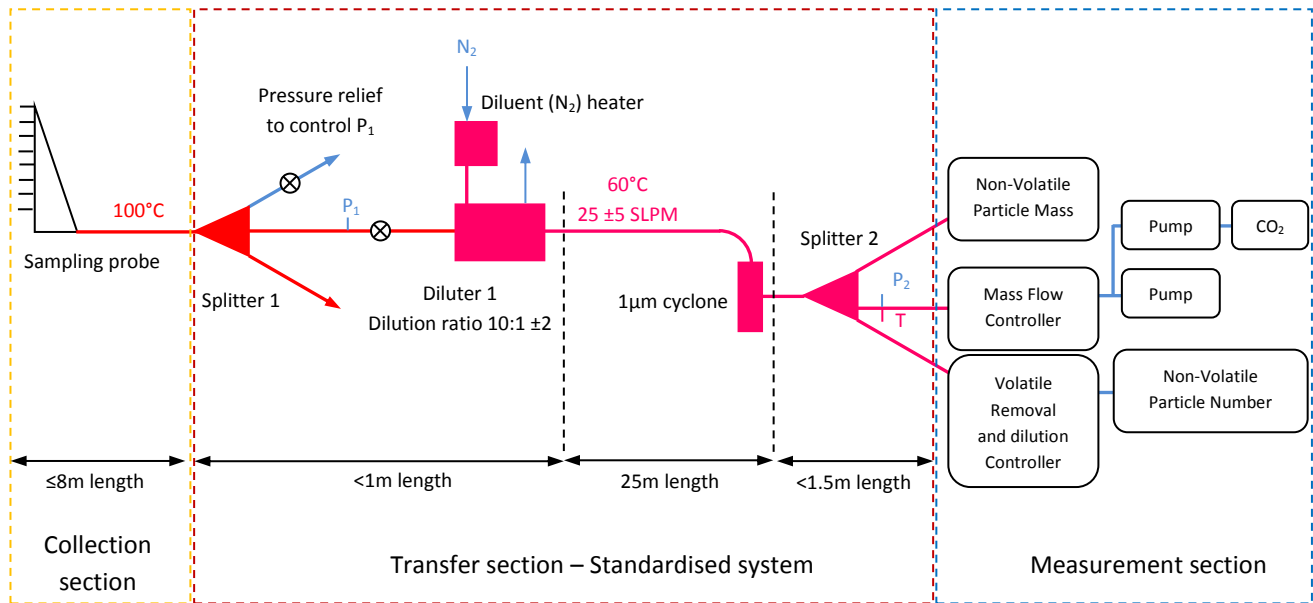 N₂
Diluent (N₂) heater
Pressure relief
to control P₁
100°C
P₁
60°C
25 ±5 SLPM
Sampling probe
Splitter 1
Diluter 1
Dilution ratio 10:1 ±2
1µm cyclone
Splitter 2
P₂
T
Non-Volatile
Particle Mass
Mass Flow
Controller
Pump
CO₂
Pump
Volatile
Removal
and dilution
Controller
Non-Volatile
Particle Number
≤8m length
<1m length
25m length
<1.5m length
Collection
section
Transfer section – Standardised system
Measurement section